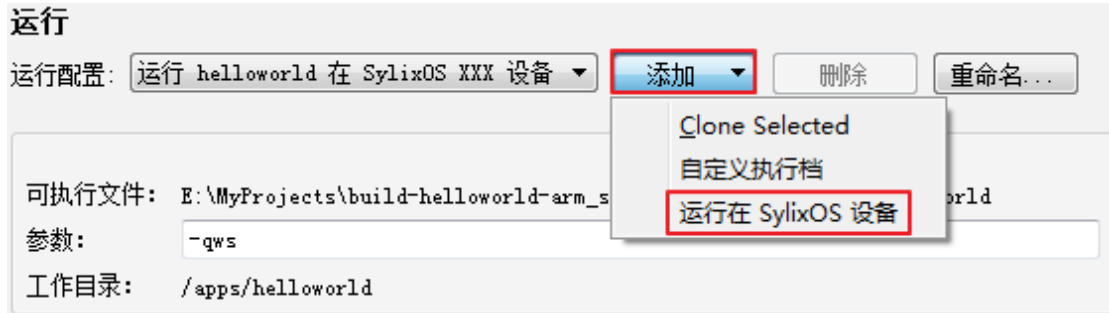 运行
运行配置: 运行 helloworld 在 SylixOS XXX 设备 添加 删除 重命名...
Clone Selected
自定义执行档
可执行文件: E:\MyProjects\build-helloworld-arm_s orld
运行在 SylixOS 设备
参数: -qws
工作目录: /apps/helloworld